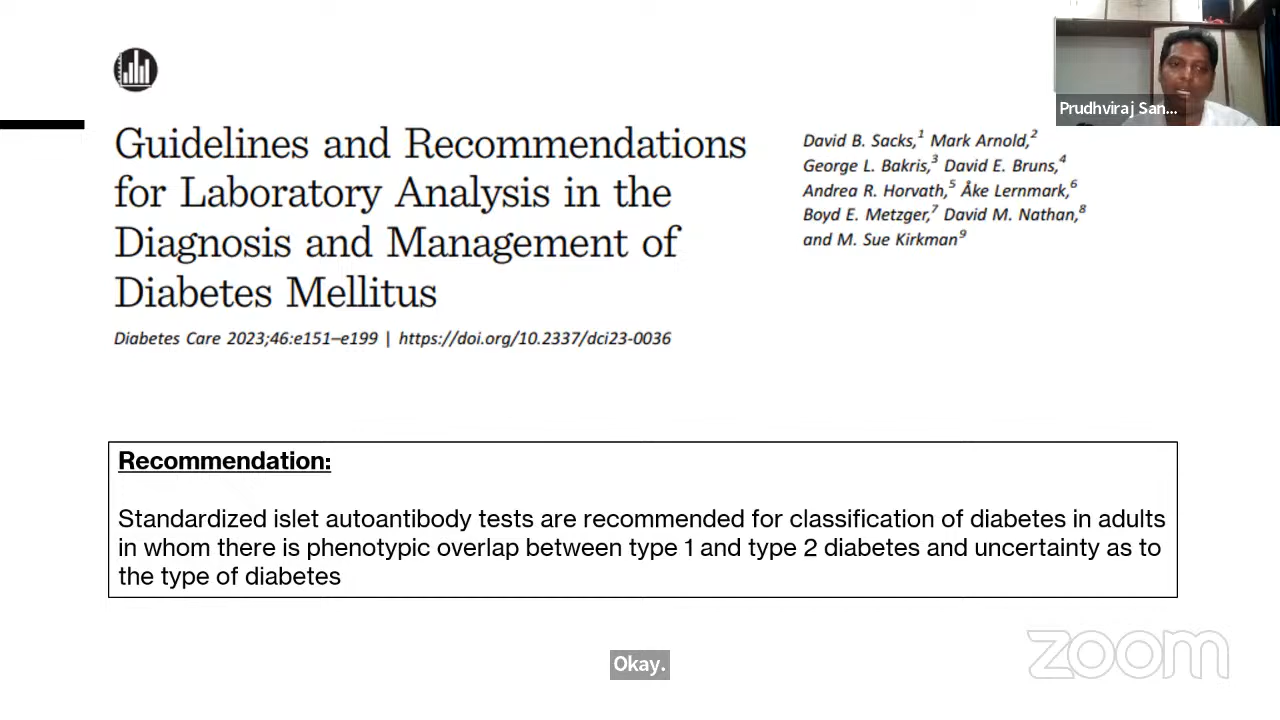 Prudhviraj San...
Guidelines and Recommendations
for Laboratory Analysis in the
Diagnosis and Management of
Diabetes Mellitus
Diabetes Care 2023;46:e151–e199 | https://doi.org/10.2337/dci23-0036
David B. Sacks,1 Mark Arnold,2
George L. Bakris,3 David E. Bruns,4
Andrea R. Horvath,5 Åke Lernmark,6
Boyd E. Metzger,7 David M. Nathan,8
and M. Sue Kirkman9
Recommendation:
Standardized islet autoantibody tests are recommended for classification of diabetes in adults
in whom there is phenotypic overlap between type 1 and type 2 diabetes and uncertainty as to
the type of diabetes
Okay.
zoom